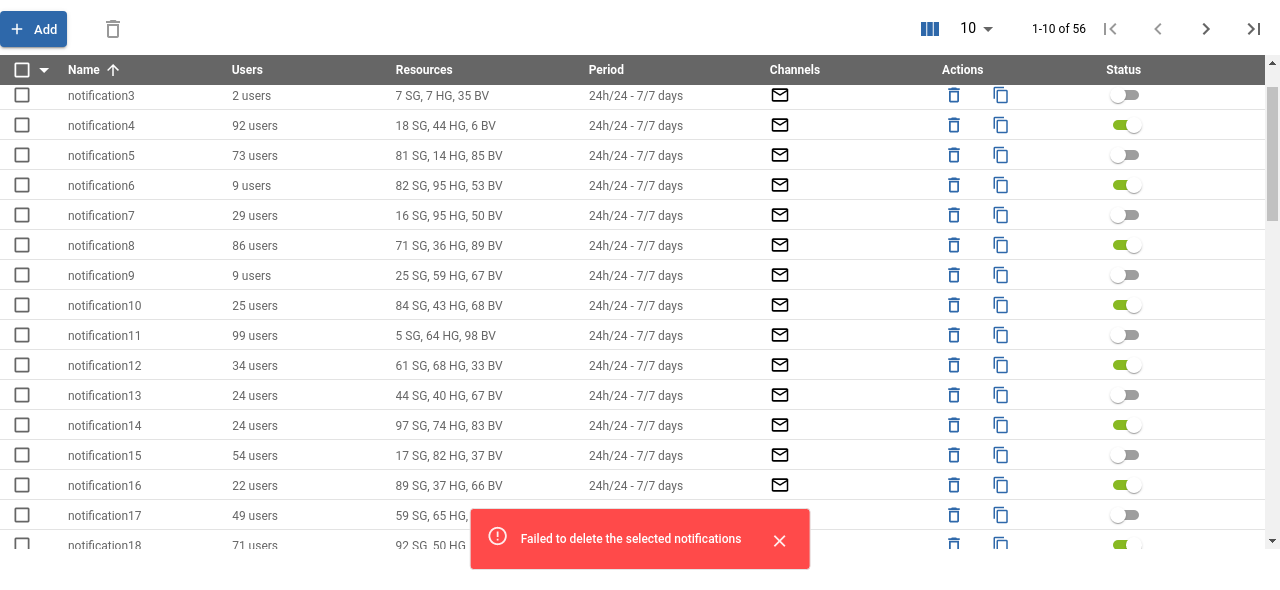 Add 10 1-10 of 56
Name Users Resources Period Channels Actions Status
notification3 2 users 7 SG, 7 HG, 35 BV 24h/24 - 7/7 days
notification4 92 users 18 SG, 44 HG, 6 BV 24h/24 - 7/7 days
notification5 73 users 81 SG, 14 HG, 85 BV 24h/24 - 7/7 days
notification6 9 users 82 SG, 95 HG, 53 BV 24h/24 - 7/7 days
notification7 29 users 16 SG, 95 HG, 50 BV 24h/24 - 7/7 days
notification8 86 users 71 SG, 36 HG, 89 BV 24h/24 - 7/7 days
notification9 9 users 25 SG, 59 HG, 67 BV 24h/24 - 7/7 days
notification10 25 users 84 SG, 43 HG, 68 BV 24h/24 - 7/7 days
notification11 99 users 5 SG, 64 HG, 98 BV 24h/24 - 7/7 days
notification12 34 users 61 SG, 68 HG, 33 BV 24h/24 - 7/7 days
notification13 24 users 44 SG, 40 HG, 67 BV 24h/24 - 7/7 days
notification14 24 users 97 SG, 74 HG, 83 BV 24h/24 - 7/7 days
notification15 54 users 17 SG, 82 HG, 37 BV 24h/24 - 7/7 days
notification16 22 users 89 SG, 37 HG, 66 BV 24h/24 - 7/7 days
notification17 49 users 59 SG, 65 HG,
notification18 71 users 92 SG, 50 HG
Failed to delete the selected notifications